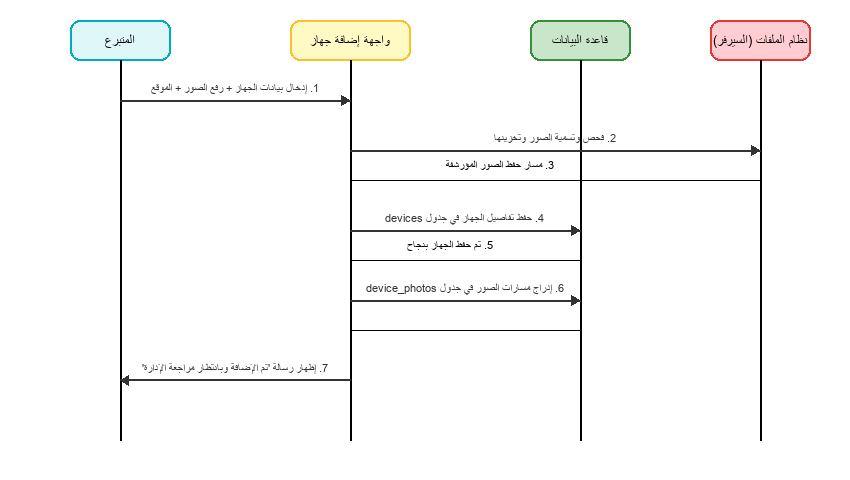 المتبرع
واجهة إضافة جهاز
قاعدة البيانات
نظام الملفات (السيرفر)
1. إدخال بيانات الجهاز + رفع الصور + الموقع
2. فحص وتسمية الصور وتخزينها
3. مسار حفظ الصور المؤرشفة
4. حفظ تفاصيل الجهاز في جدول devices
5. تم حفظ الجهاز بنجاح
6. إدراج مسارات الصور في جدول device_photos
7. إظهار رسالة "تم الإضافة وبانتظار مراجعة الإدارة"